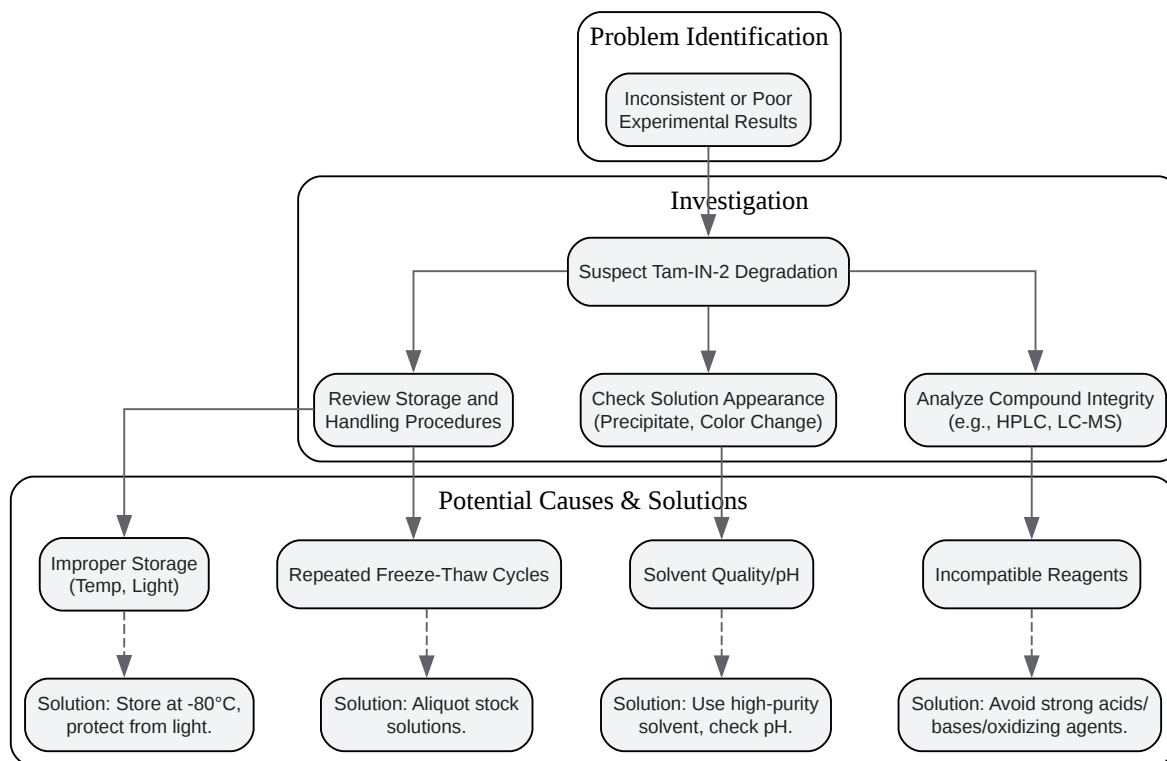 Problem Identification
Inconsistent or Poor
Experimental Results
Investigation
Suspect Tam-IN-2 Degradation
Review Storage and
Handling Procedures
Check Solution Appearance
(Precipitate, Color Change)
Analyze Compound Integrity
(e.g., HPLC, LC-MS)
Potential Causes & Solutions
Improper Storage
(Temp, Light)
Repeated Freeze-Thaw Cycles
Solvent Quality/pH
Incompatible Reagents
Solution: Store at -80°C,
protect from light.
Solution: Aliquot stock
solutions.
Solution: Use high-purity
solvent, check pH.
Solution: Avoid strong acids/
bases/oxidizing agents.